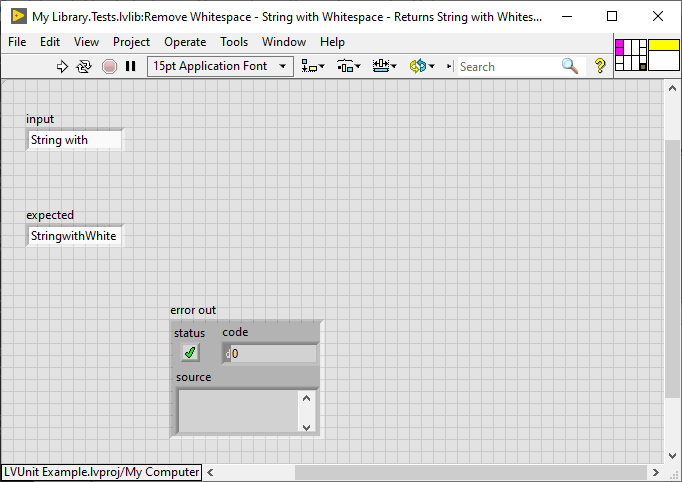 My Library.Tests.lvlib:Remove Whitespace - String with Whitespace - Returns String with Whites...
File Edit View Project Operate Tools Window Help
15pt Application Font Search ?
input
String with
expected
StringwithWhite
error out
status code
0
source
LVUnit Example.lvproj/My Computer